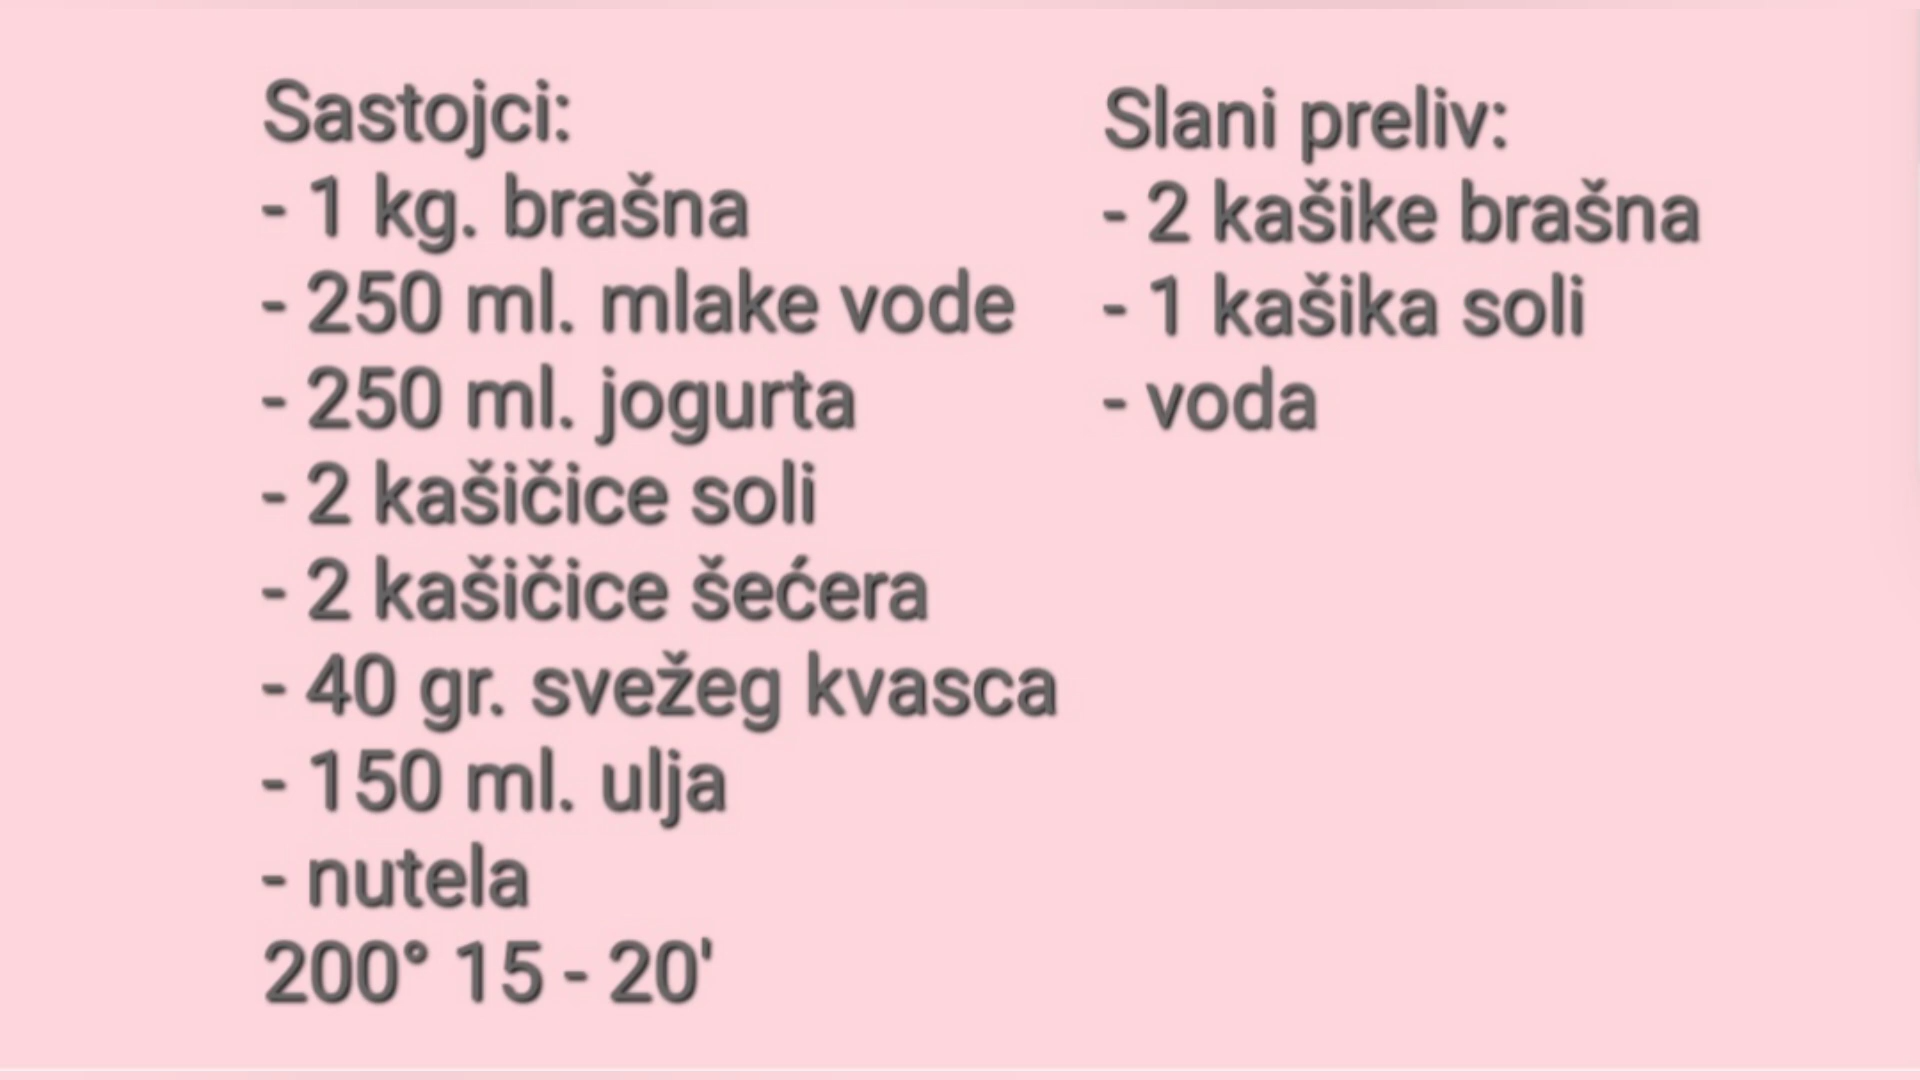 Sastojci:
- 1 kg. brašna
- 250 ml. mlake vode
- 250 ml. jogurta
- 2 kašičice soli
- 2 kašičice šećera
- 40 gr. svežeg kvasca
- 150 ml. ulja
- nutela
200° 15 - 20'
Slani preliv:
- 2 kašike brašna
- 1 kašika soli
- voda